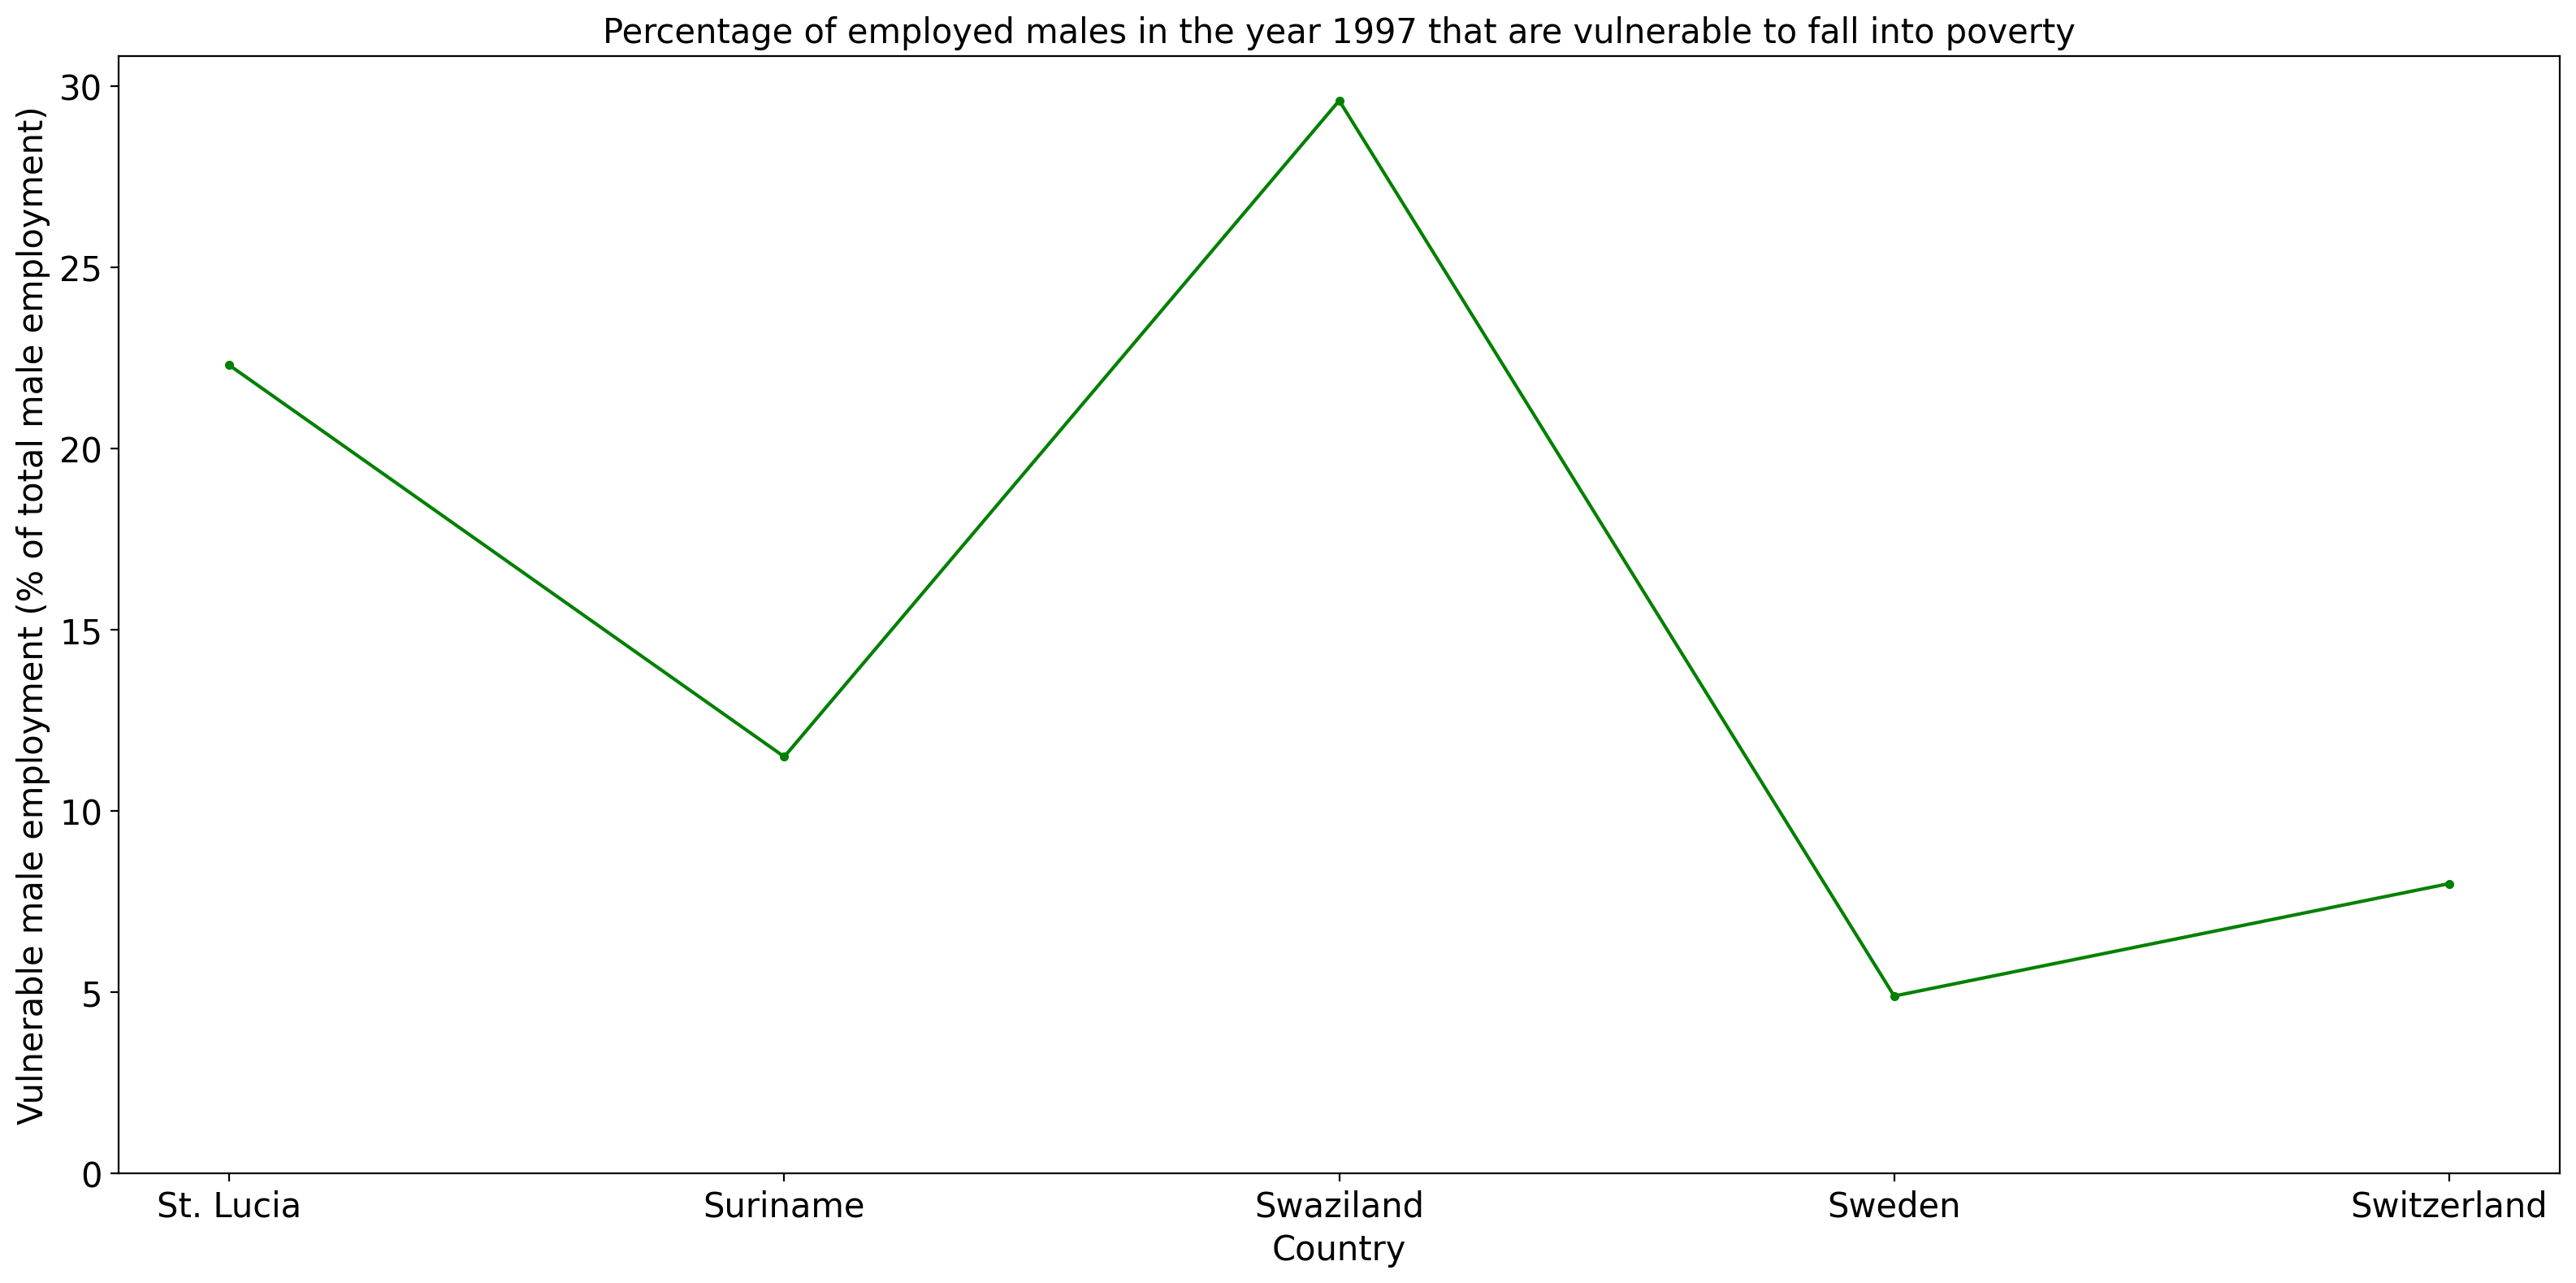 Percentage of employed males in the year 1997 that are vulnerable to fall into poverty
Vulnerable male employment (% of total male employment)
30
25
20
15
10
5
0
St. Lucia
Suriname
Swaziland
Sweden
Switzerland
Country